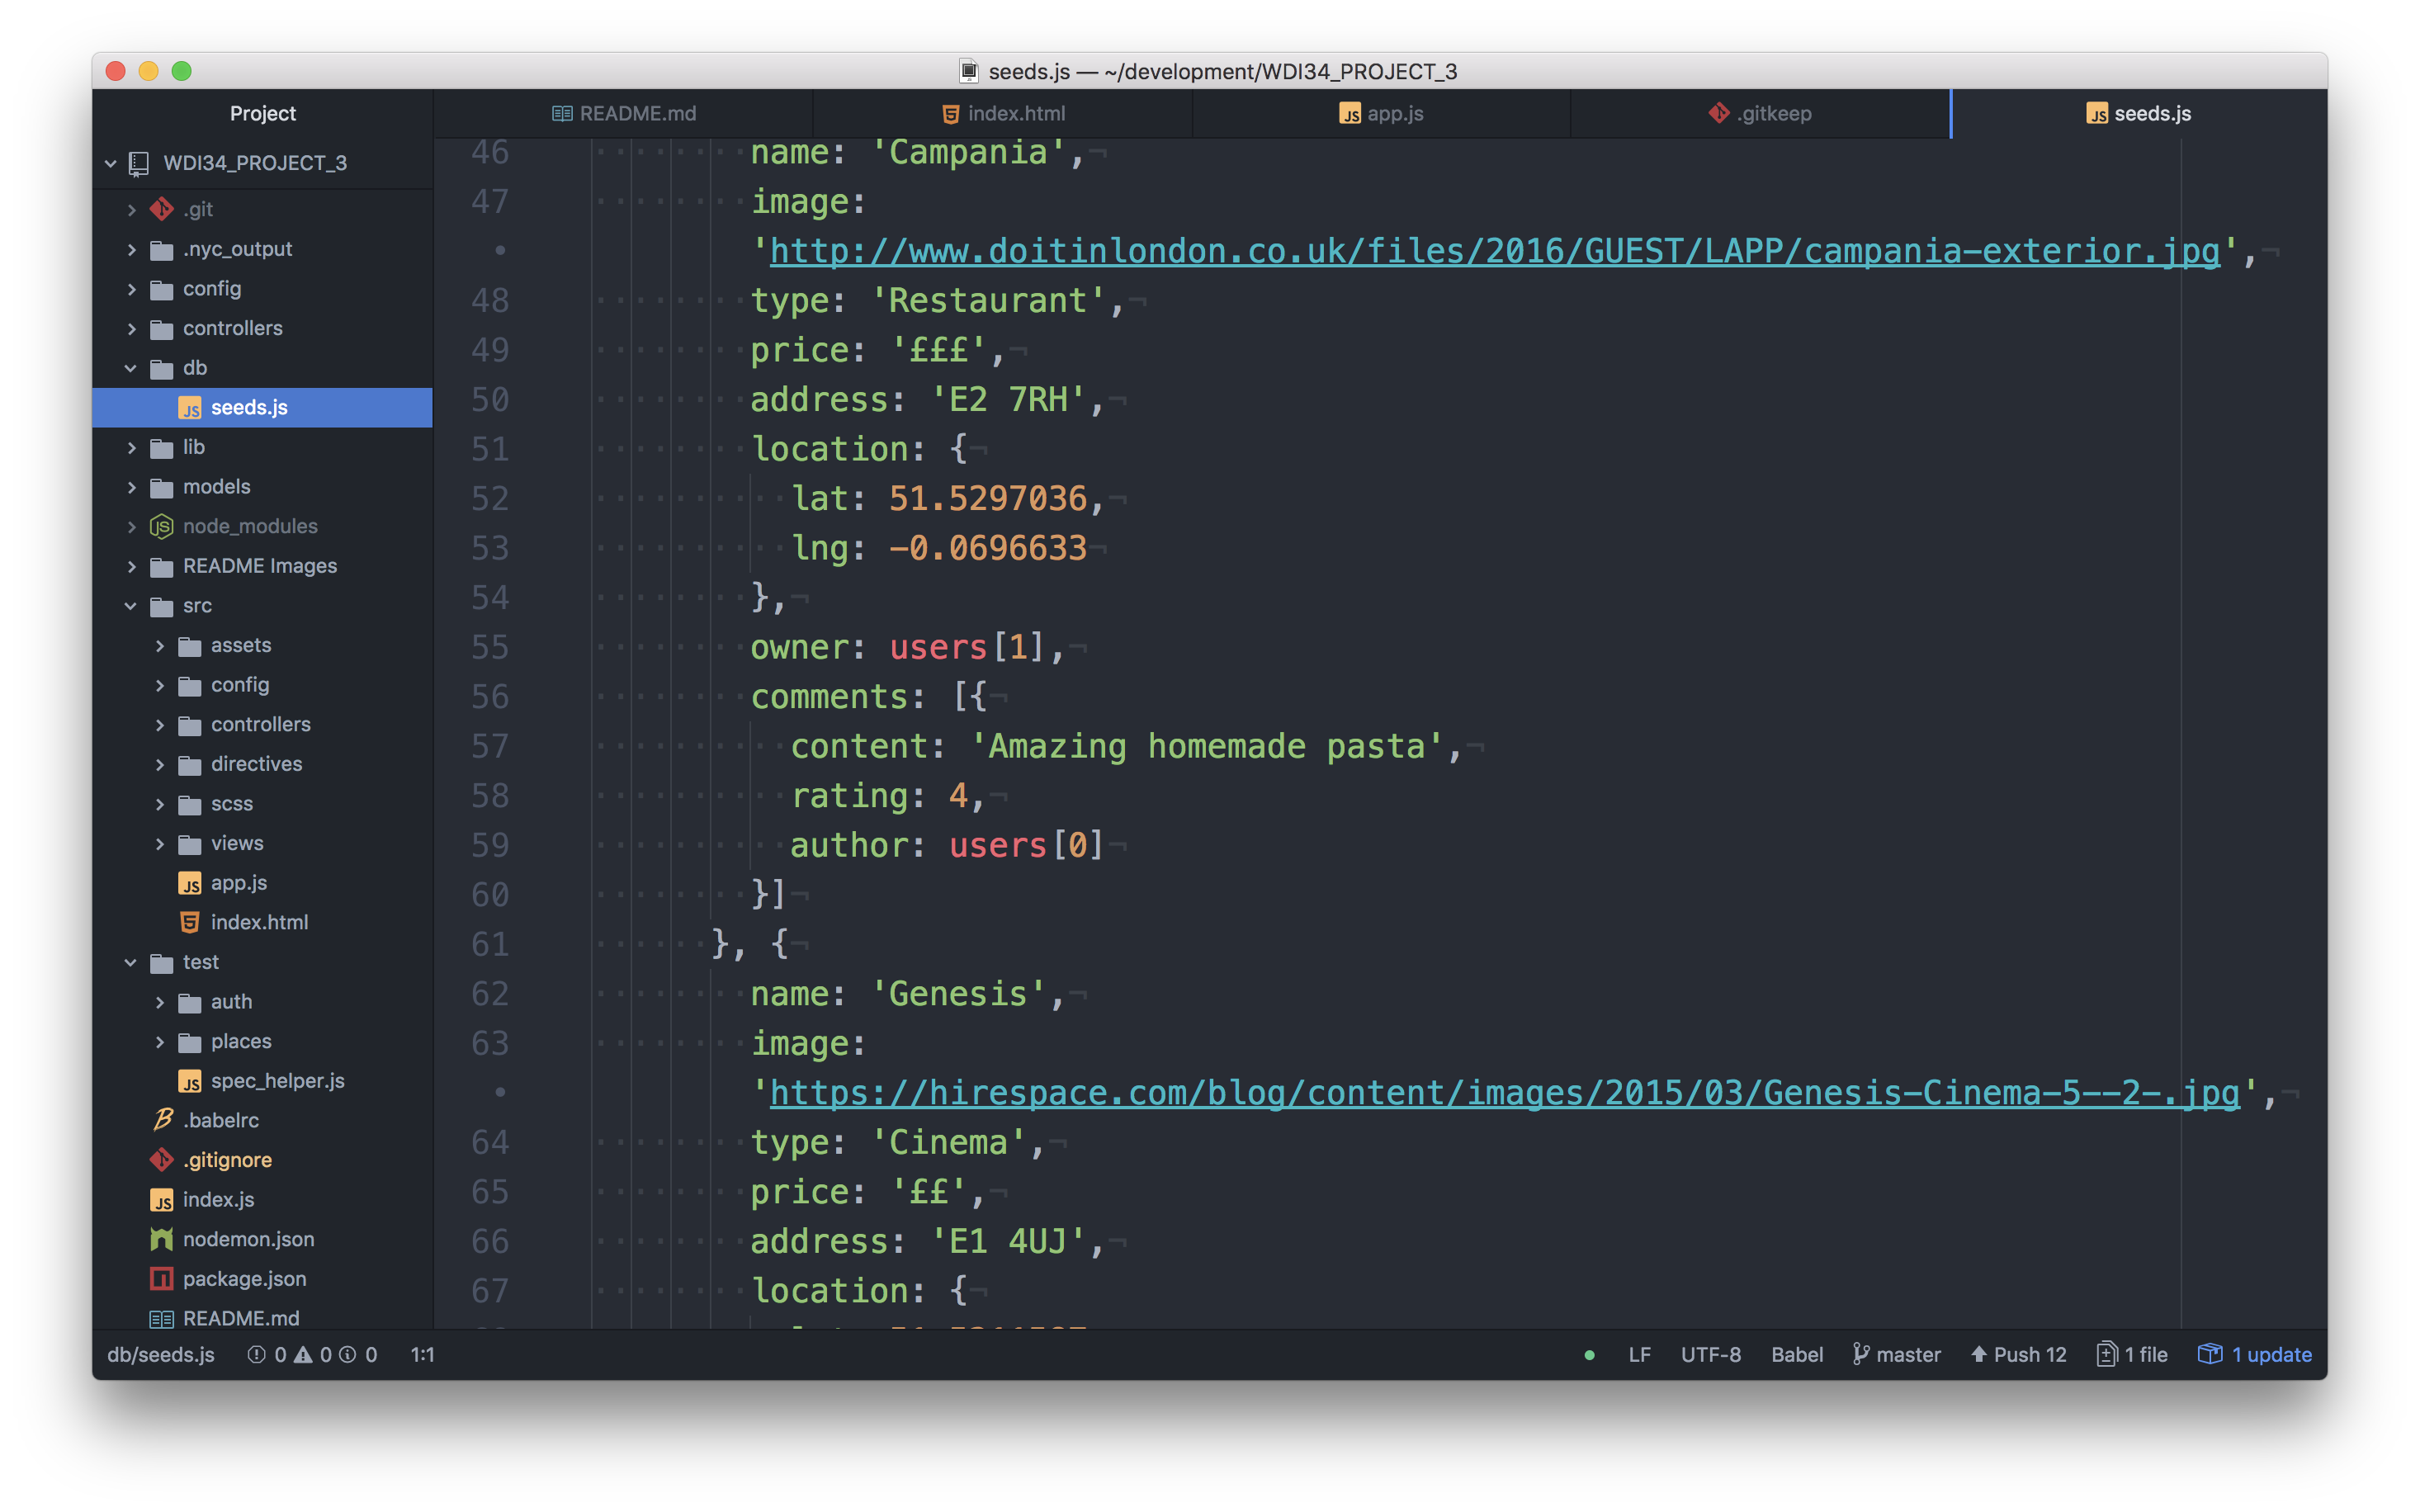 seeds.js — ~/development/WDI34_PROJECT_3
Project
README.md
index.html
app.js
.gitkeep
seeds.js
WDI34_PROJECT_3
.git
.nyc_output
config
controllers
db
seeds.js
lib
models
node_modules
README Images
src
assets
config
controllers
directives
scss
views
app.js
index.html
test
auth
places
spec_helper.js
.babelrc
.gitignore
index.js
nodemon.json
package.json
README.md
46 name: 'Campania',¬
47 image:
• 'http://www.doitinlondon.co.uk/files/2016/GUEST/LAPP/campania-exterior.jpg',¬
48 type: 'Restaurant',¬
49 price: '£££',¬
50 address: 'E2 7RH',¬
51 location: {¬
52 lat: 51.5297036,¬
53 lng: -0.0696633¬
54 },¬
55 owner: users[1],¬
56 comments: [{¬
57 content: 'Amazing homemade pasta',¬
58 rating: 4,¬
59 author: users[0]¬
60 }]¬
61 }, {¬
62 name: 'Genesis',¬
63 image:
• 'https://hirespace.com/blog/content/images/2015/03/Genesis-Cinema-5--2-.jpg',¬
64 type: 'Cinema',¬
65 price: '££',¬
66 address: 'E1 4UJ',¬
67 location: {¬
db/seeds.js 0 0 0 1:1 LF UTF-8 Babel master Push 12 1 file 1 update